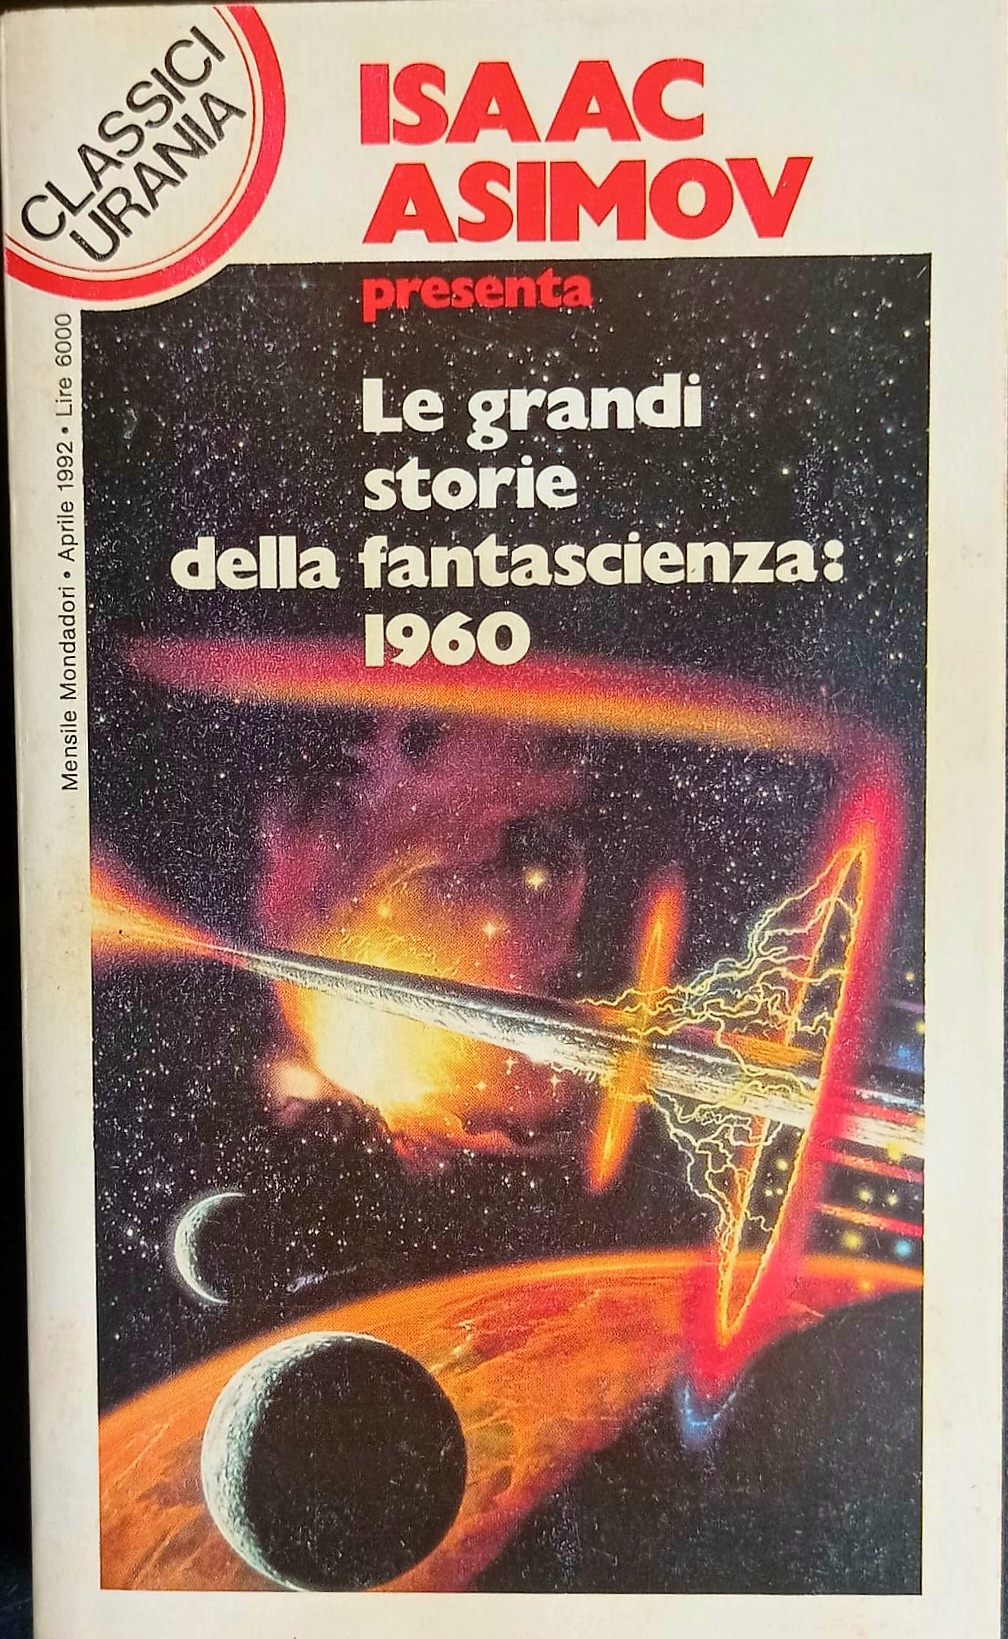 CLASSICI
URANIA
ISAAC
ASIMOV
presenta
Le grandi
storie
della fantascienza:
1960
Mensile Mondadori • Aprile 1992 • Lire 6000